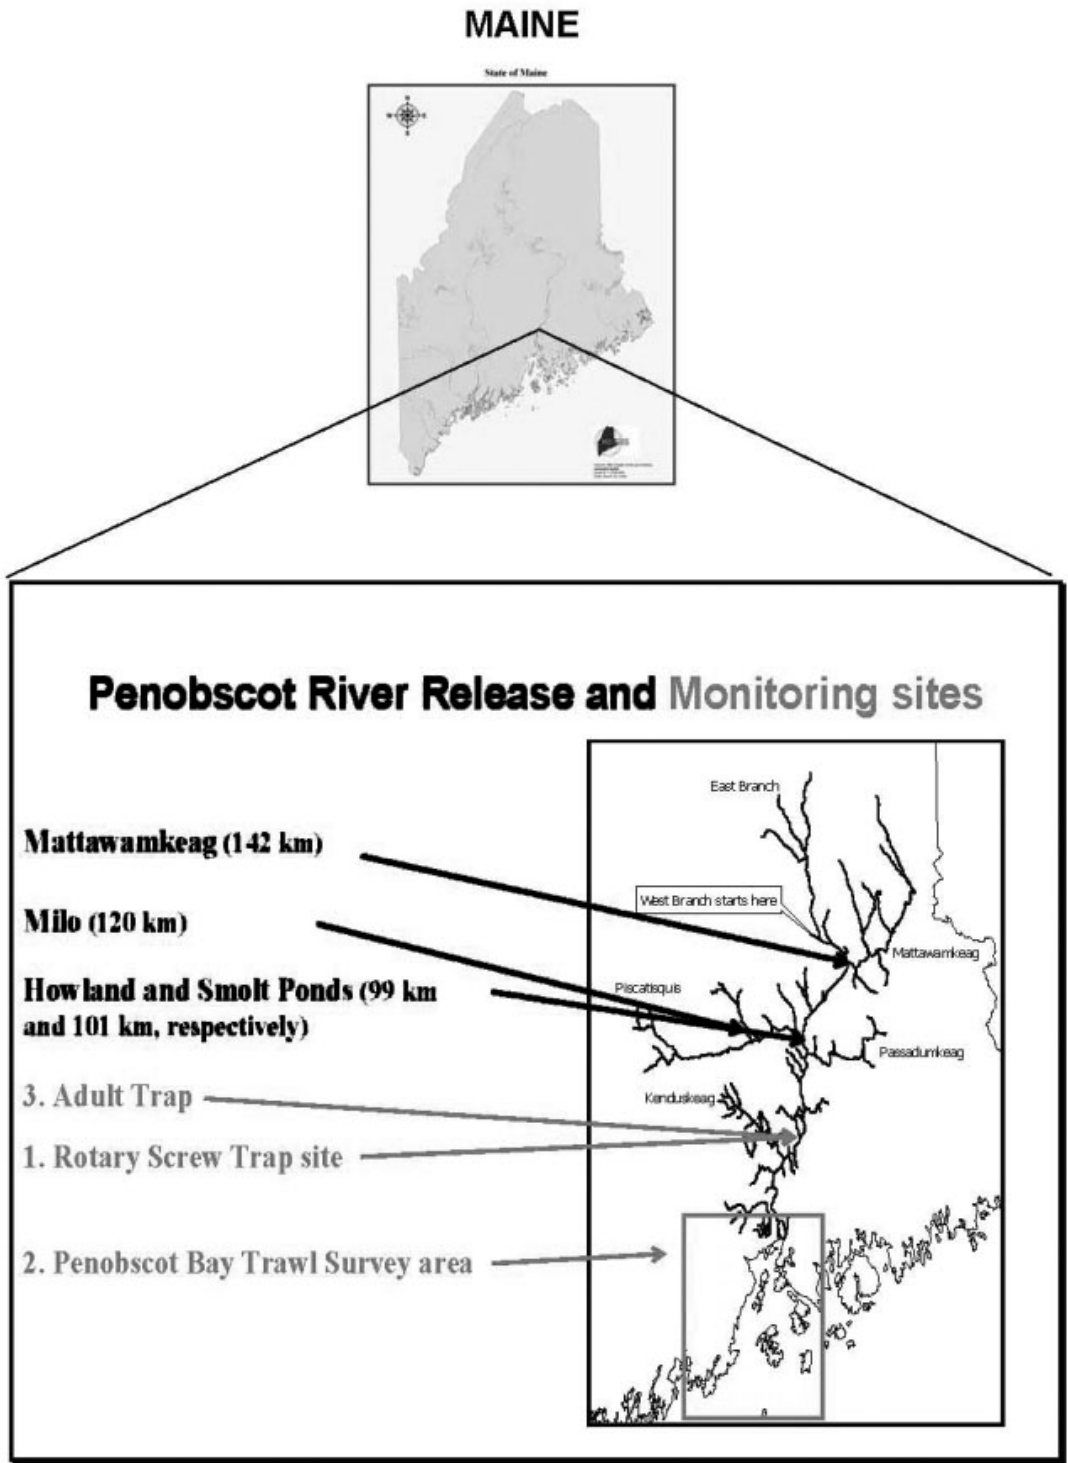 MAINE
State of Maine
N
W E
S
Penobscot River Release and Monitoring sites
East Branch
Mattawamkeag (142 km)
West Branch starts here
Milo (120 km)
Mattawamkeag
Howland and Smolt Ponds (99 km
and 101 km, respectively)
Piscatisquis
Passadumkeag
3. Adult Trap
Kenduskeag
1. Rotary Screw Trap site
2. Penobscot Bay Trawl Survey area